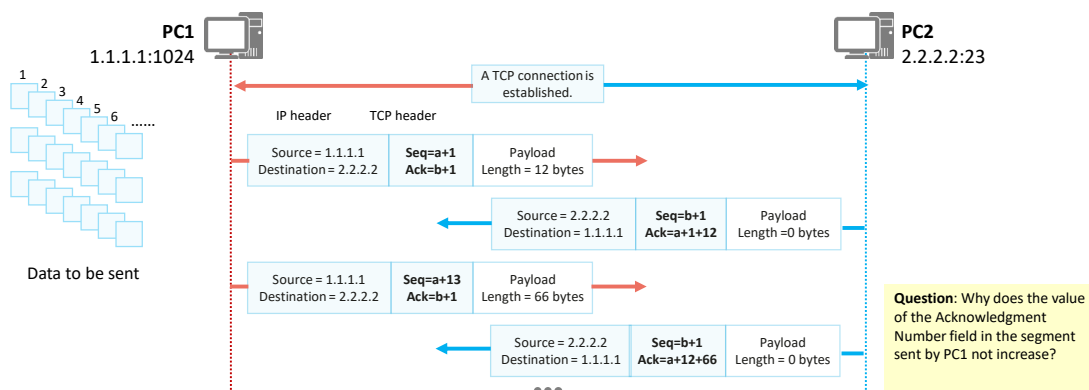 PC1
1.1.1.1:1024
PC2
2.2.2.2:23
1
2
3
4
5
6
......
A TCP connection is
established.
IP header
TCP header
Source = 1.1.1.1
Destination = 2.2.2.2
Seq=a+1
Ack=b+1
Payload
Length = 12 bytes
Source = 2.2.2.2
Destination = 1.1.1.1
Seq=b+1
Ack=a+1+12
Payload
Length =0 bytes
Data to be sent
Source = 1.1.1.1
Destination = 2.2.2.2
Seq=a+13
Ack=b+1
Payload
Length = 66 bytes
Source = 2.2.2.2
Destination = 1.1.1.1
Seq=b+1
Ack=a+12+66
Payload
Length = 0 bytes
Question: Why does the value
of the Acknowledgment
Number field in the segment
sent by PC1 not increase?